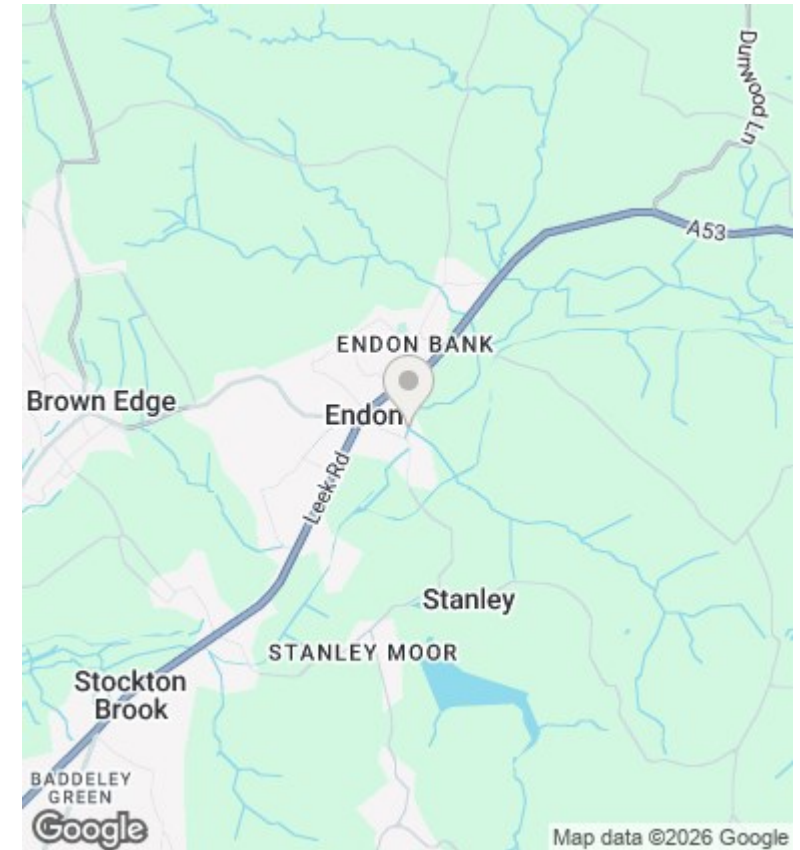 Dunwood Ln
A53
ENDON BANK
Brown Edge
Endon
Leek Rd
Stanley
STANLEY MOOR
Stockton
Brook
BADDELEY
GREEN
Google
Map data ©2026 Google